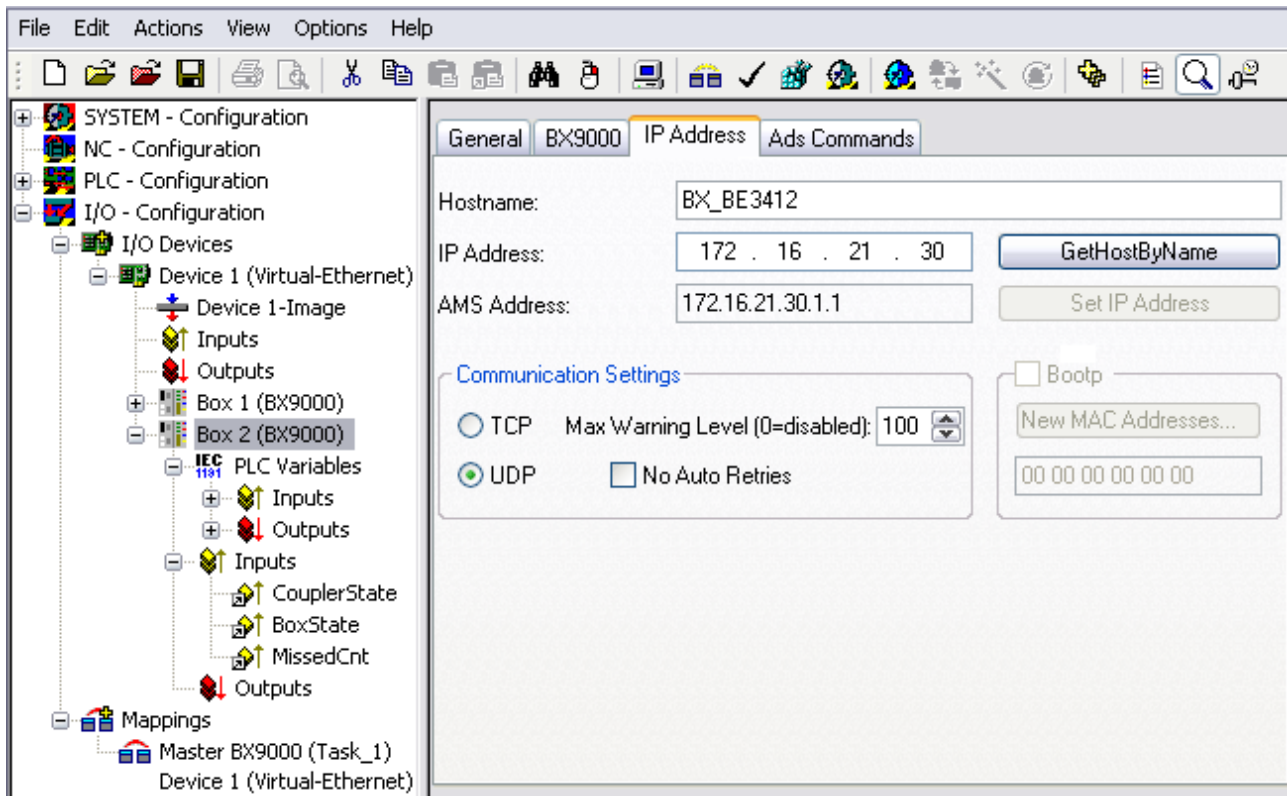 File Edit Actions View Options Help
SYSTEM - Configuration
NC - Configuration
PLC - Configuration
I/O - Configuration
I/O Devices
Device 1 (Virtual-Ethernet)
Device 1-Image
Inputs
Outputs
Box 1 (BX9000)
Box 2 (BX9000)
IEC 1131 PLC Variables
Inputs
Outputs
Inputs
CouplerState
BoxState
MissedCnt
Outputs
Mappings
Master BX9000 (Task_1)
Device 1 (Virtual-Ethernet)
General BX9000 IP Address Ads Commands
Hostname: BX_BE3412
IP Address: 172 . 16 . 21 . 30 GetHostByName
AMS Address: 172.16.21.30.1.1 Set IP Address
Communication Settings
TCP Max Warning Level (0=disabled): 100
UDP No Auto Retries
Bootp
New MAC Addresses...
00 00 00 00 00 00